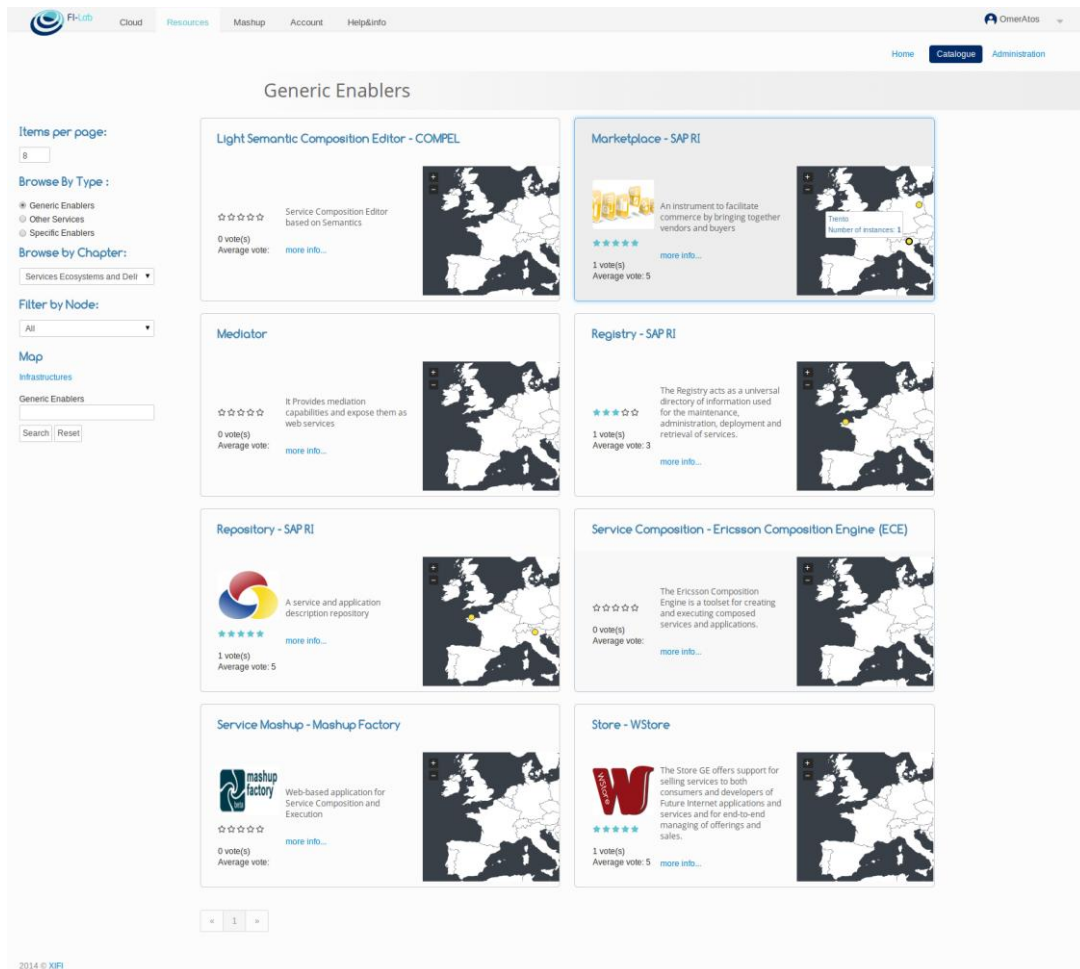 FI-Lab
Cloud
Resources
Mashup
Account
Help&Info
OmerAtos
Home
Catalogue
Administration
Generic Enablers
Items per page:
8
Browse By Type :
Generic Enablers
Other Services
Specific Enablers
Browse by Chapter:
Services Ecosystems and Deli
Filter by Node:
All
Map
Infrastructures
Generic Enablers
Search
Reset
Light Semantic Composition Editor - COMPEL
Service Composition Editor
based on Semantics
0 vote(s)
Average vote:
more info...
+
-
Marketplace - SAP RI
An instrument to facilitate
commerce by bringing together
vendors and buyers
1 vote(s)
Average vote: 5
more info...
+
-
Trento
Number of instances: 1
Mediator
It Provides mediation
capabilities and expose them as
web services
0 vote(s)
Average vote:
more info...
+
-
Registry - SAP RI
The Registry acts as a universal
directory of information used
for the maintenance,
administration, deployment and
retrieval of services.
1 vote(s)
Average vote: 3
more info...
+
-
Repository - SAP RI
A service and application
description repository
1 vote(s)
Average vote: 5
more info...
+
-
Service Composition - Ericsson Composition Engine (ECE)
The Ericsson Composition
Engine is a toolset for creating
and executing composed
services and applications.
0 vote(s)
Average vote:
more info...
+
-
Service Mashup - Mashup Factory
mashup
factory
beta
Web-based application for
Service Composition and
Execution
0 vote(s)
Average vote:
more info...
+
-
Store - WStore
WStore
The Store GE offers support for
selling services to both
consumers and developers of
Future Internet applications and
services and for end-to-end
managing of offerings and
sales.
1 vote(s)
Average vote: 5
more info...
+
-
« 1 »
2014 © XIFI